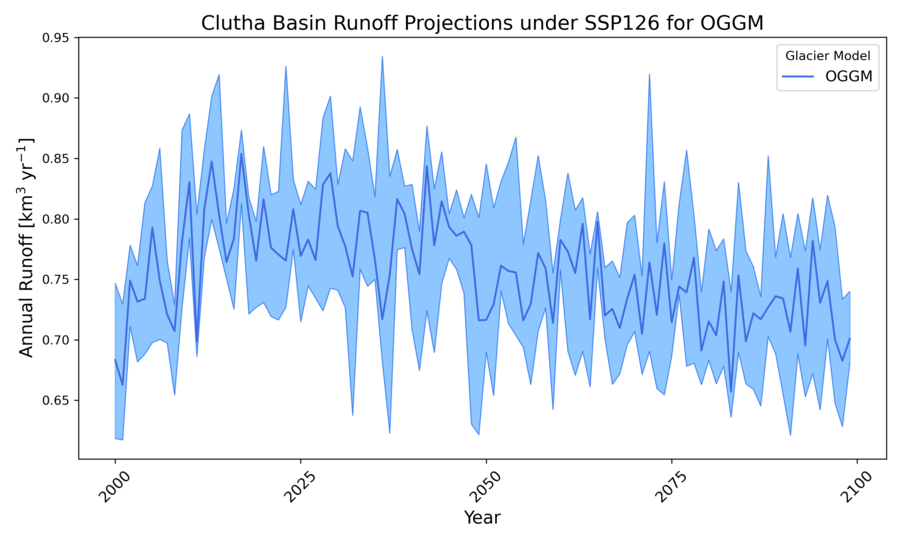 Clutha Basin Runoff Projections under SSP126 for OGGM
Glacier Model
OGGM
Annual Runoff [km³ yr⁻¹]
0.95
0.90
0.85
0.80
0.75
0.70
0.65
2000
2025
2050
2075
2100
Year